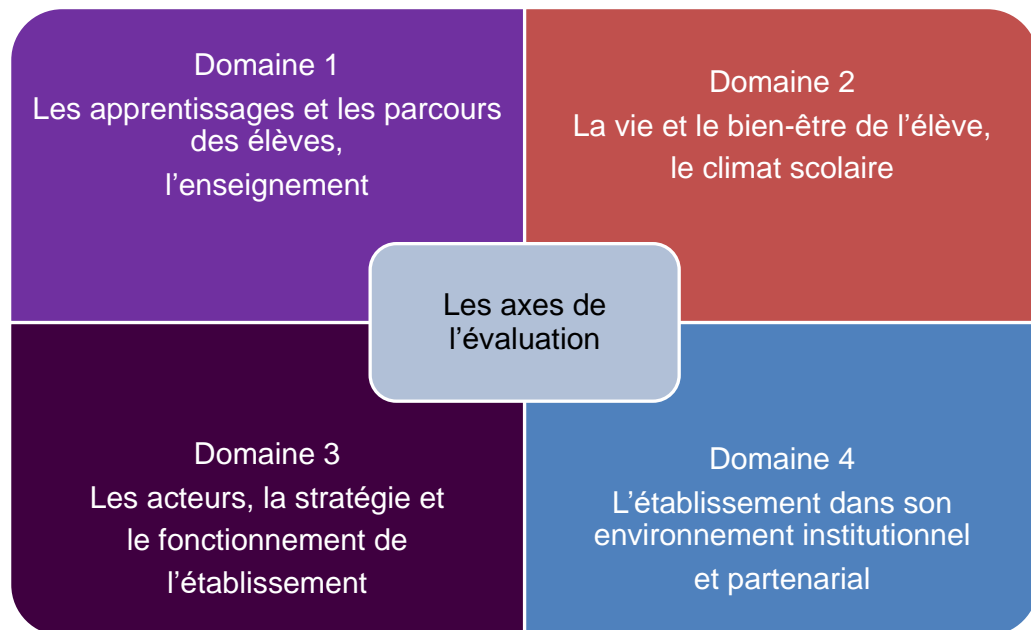 Domaine 1
Les apprentissages et les parcours
des élèves,
l’enseignement
Domaine 2
La vie et le bien-être de l’élève,
le climat scolaire
Les axes de
l’évaluation
Domaine 3
Les acteurs, la stratégie et
le fonctionnement de
l’établissement
Domaine 4
L’établissement dans son
environnement institutionnel
et partenarial